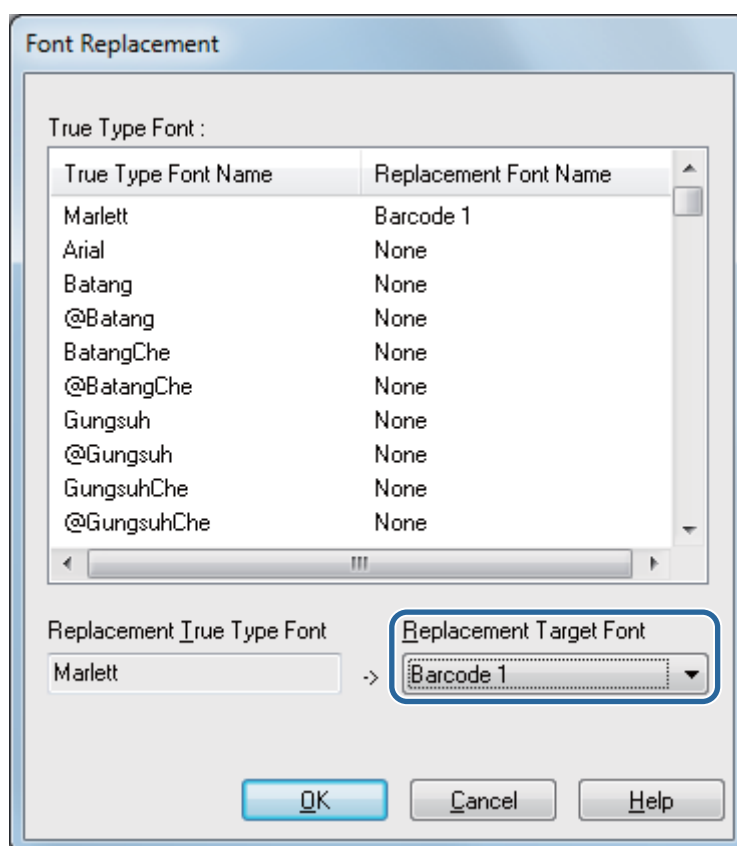 Font Replacement
True Type Font :
True Type Font Name Replacement Font Name
Marlett Barcode 1
Arial None
Batang None
@Batang None
BatangChe None
@BatangChe None
Gungsuh None
@Gungsuh None
GungsuhChe None
@GungsuhChe None
Replacement True Type Font Replacement Target Font
Marlett -> Barcode 1
OK Cancel Help